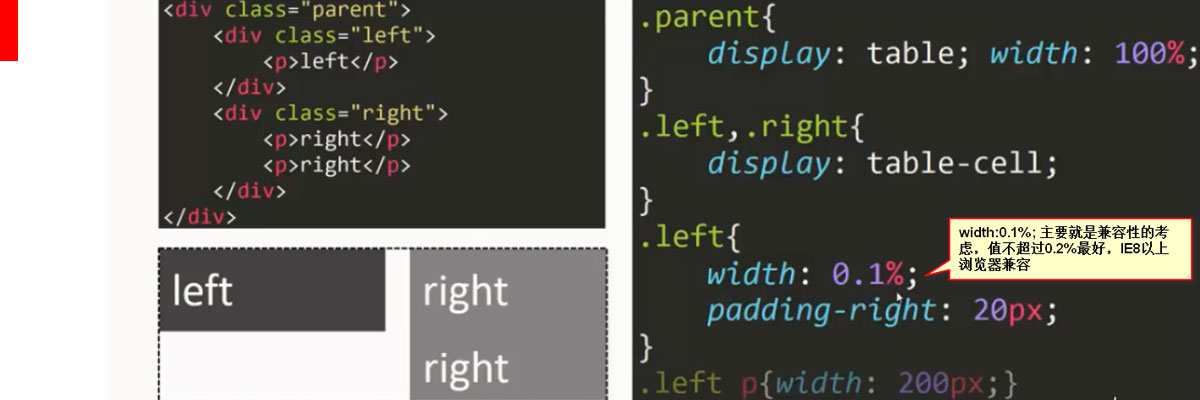 <div class="parent">
<div class="left">
<p>left</p>
</div>
<div class="right">
<p>right</p>
<p>right</p>
</div>
</div>
left
right
right
.parent{
display: table; width: 100%;
}
.left,.right{
display: table-cell;
}
.left{
width: 0.1%;
padding-right: 20px;
}
.left p{width: 200px;}
width:0.1%; 主要就是兼容性的考
虑，值不超过0.2%最好，IE8以上
浏览器兼容